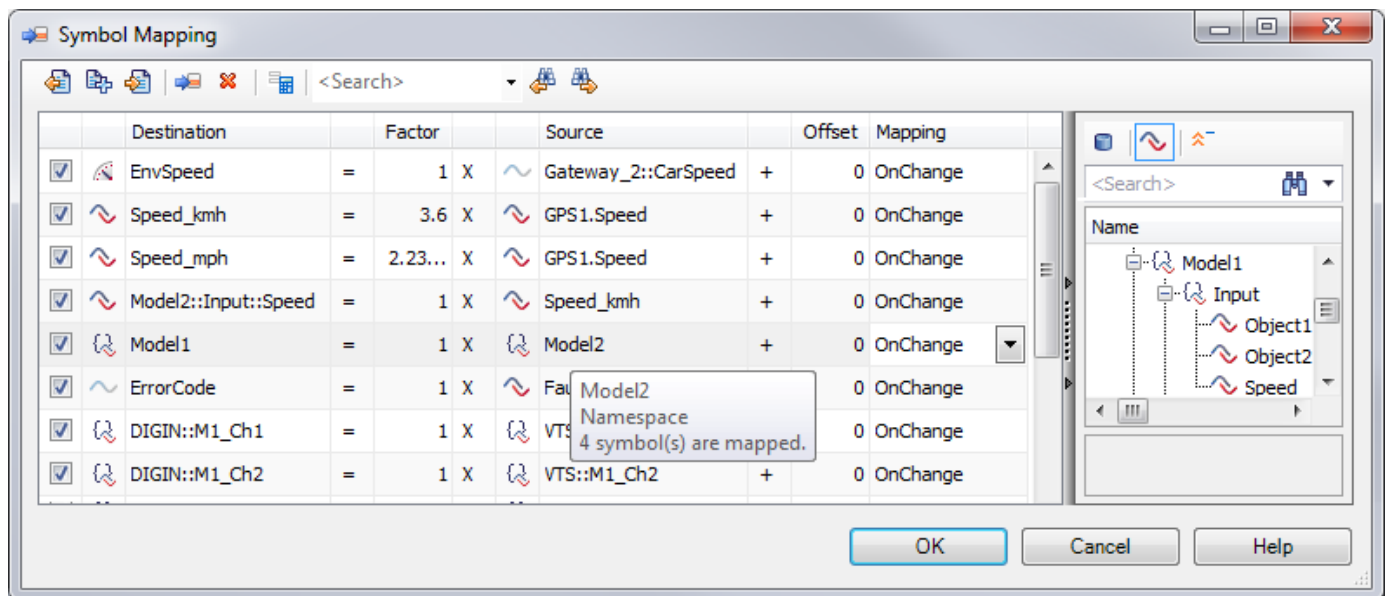 Symbol Mapping
<Search>
Destination Factor Source Offset Mapping
EnvSpeed = 1 X Gateway_2::CarSpeed + 0 OnChange
Speed_kmh = 3.6 X GPS1.Speed + 0 OnChange
Speed_mph = 2.23... X GPS1.Speed + 0 OnChange
Model2::Input::Speed = 1 X Speed_kmh + 0 OnChange
Model1 = 1 X Model2 + 0 OnChange
ErrorCode = 1 X + 0 OnChange
DIGIN::M1_Ch1 = 1 X 0 OnChange
DIGIN::M1_Ch2 = 1 X VTS::M1_Ch2 + 0 OnChange
Model2
Namespace
4 symbol(s) are mapped.
<Search>
Name
Model1
Input
Object1
Object2
Speed
OK Cancel Help